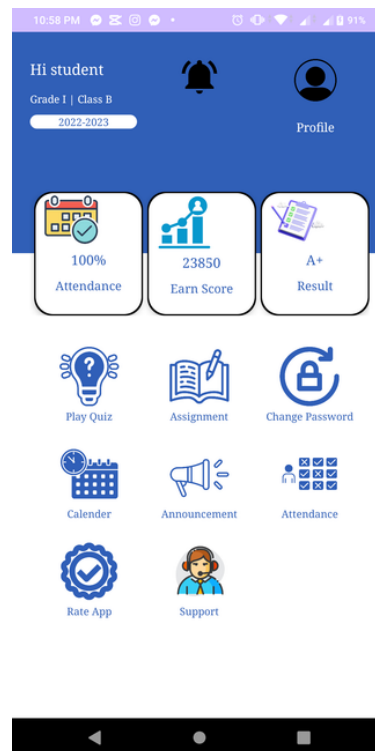 10:58 PM
91%
Hi student
Grade I | Class B
2022-2023
Profile
100%
Attendance
23850
Earn Score
A+
Result
Play Quiz
Assignment
Change Password
Calender
Announcement
Attendance
Rate App
Support